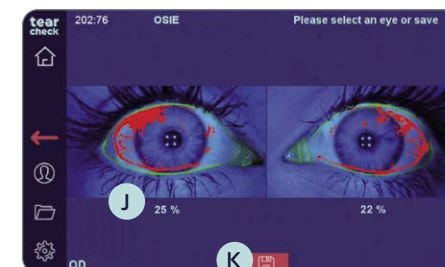 tear
check
202:76 OSIE Please select an eye or save
J
25 % 22 %
K
OD